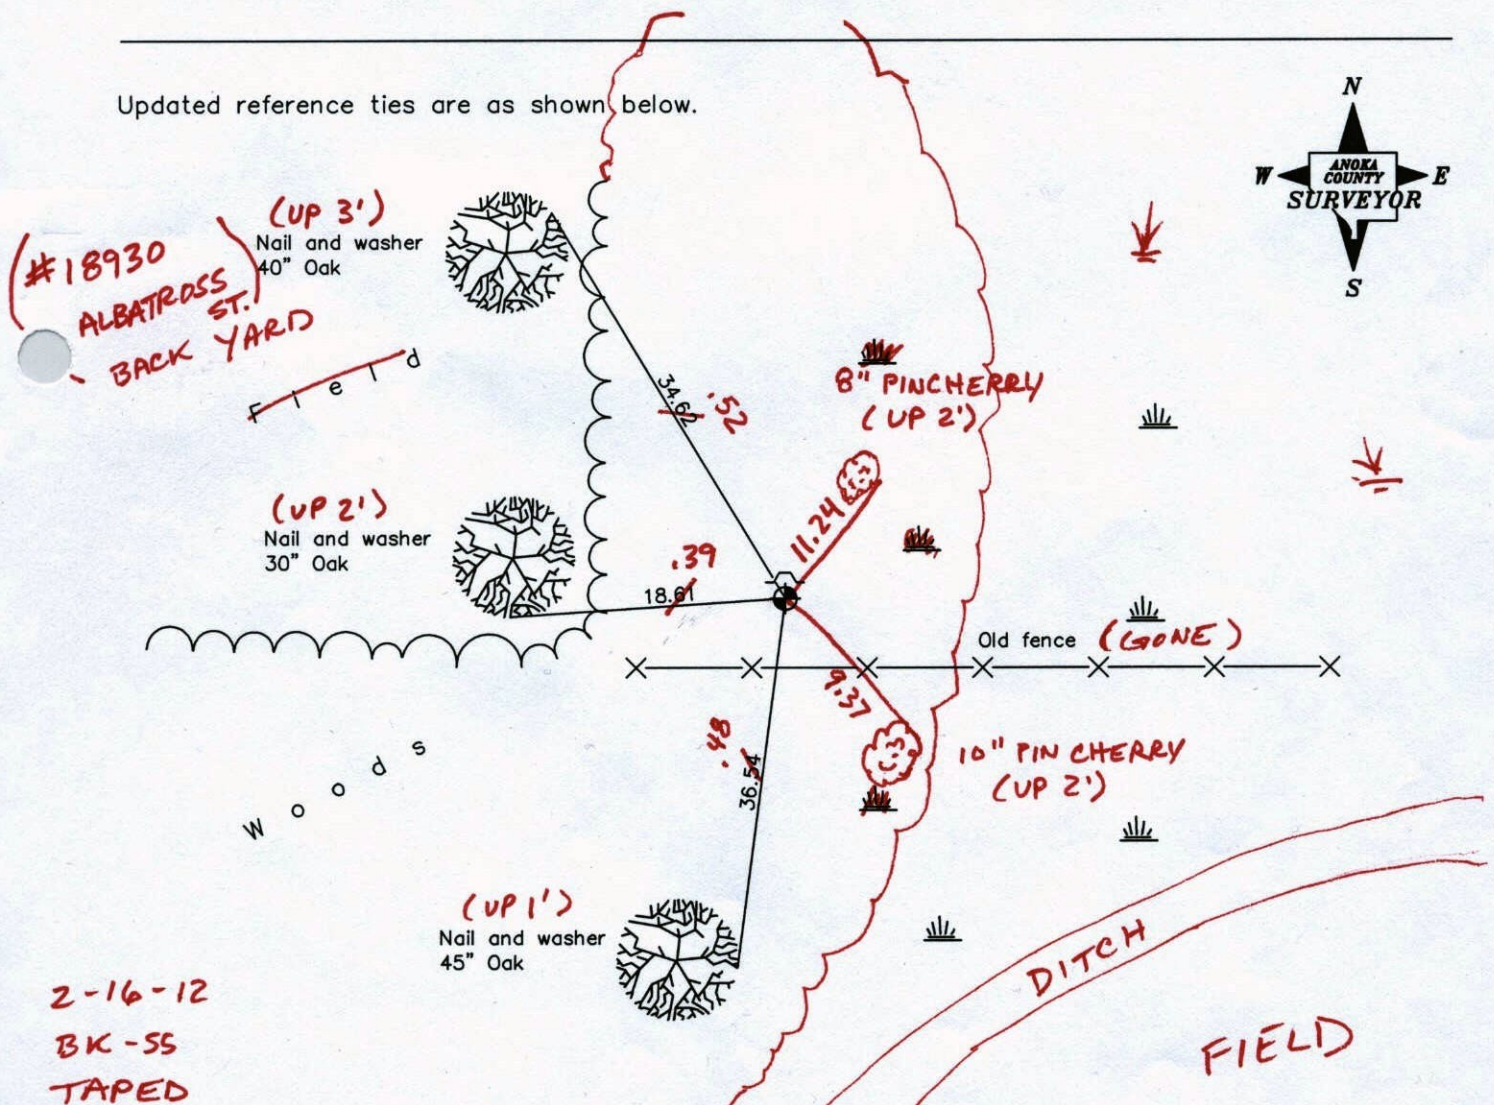 Updated reference ties are as shown below.
N
W
ANOKA
COUNTY
E
SURVEYOR
S
(#18930
ALBATROSS
ST.)
BACK YARD
Field
(UP 3')
Nail and washer
40" Oak
34.62 .52
8" PINCHERRY
(UP 2')
11.24
(UP 2')
Nail and washer
30" Oak
.39
18.61
Old fence (GONE)
9.37
10" PIN CHERRY
(UP 2')
.48
36.54
Woods
(UP 1')
Nail and washer
45" Oak
DITCH
FIELD
2-16-12
BK-SS
TAPED